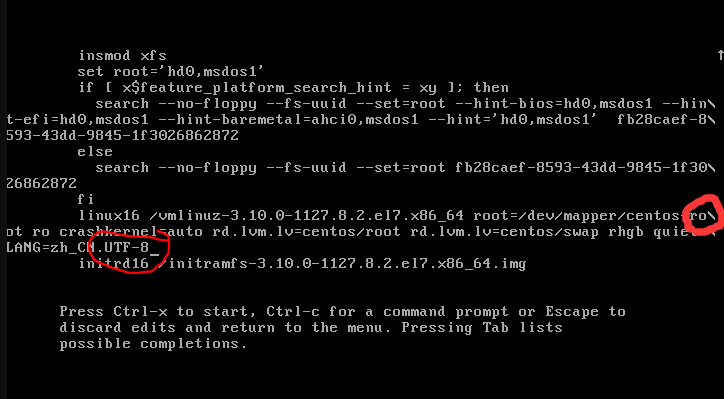 insmod xfs
set root='hd0,msdos1'
if [ x$feature_platform_search_hint = xy ]; then
search --no-floppy --fs-uuid --set=root --hint-bios=hd0,msdos1 --hin\
t-efi=hd0,msdos1 --hint-baremetal=ahci0,msdos1 --hint='hd0,msdos1'  fb28caef-8\
593-43dd-9845-1f3026862872
else
search --no-floppy --fs-uuid --set=root fb28caef-8593-43dd-9845-1f30\
26862872
fi
linux16 /vmlinuz-3.10.0-1127.8.2.el7.x86_64 root=/dev/mapper/centos-ro\
ot ro crashkernel=auto rd.lvm.lv=centos/root rd.lvm.lv=centos/swap rhgb quiet\
LANG=zh_CN.UTF-8_
initrd16 /initramfs-3.10.0-1127.8.2.el7.x86_64.img
Press Ctrl-x to start, Ctrl-c for a command prompt or Escape to
discard edits and return to the menu. Pressing Tab lists
possible completions.